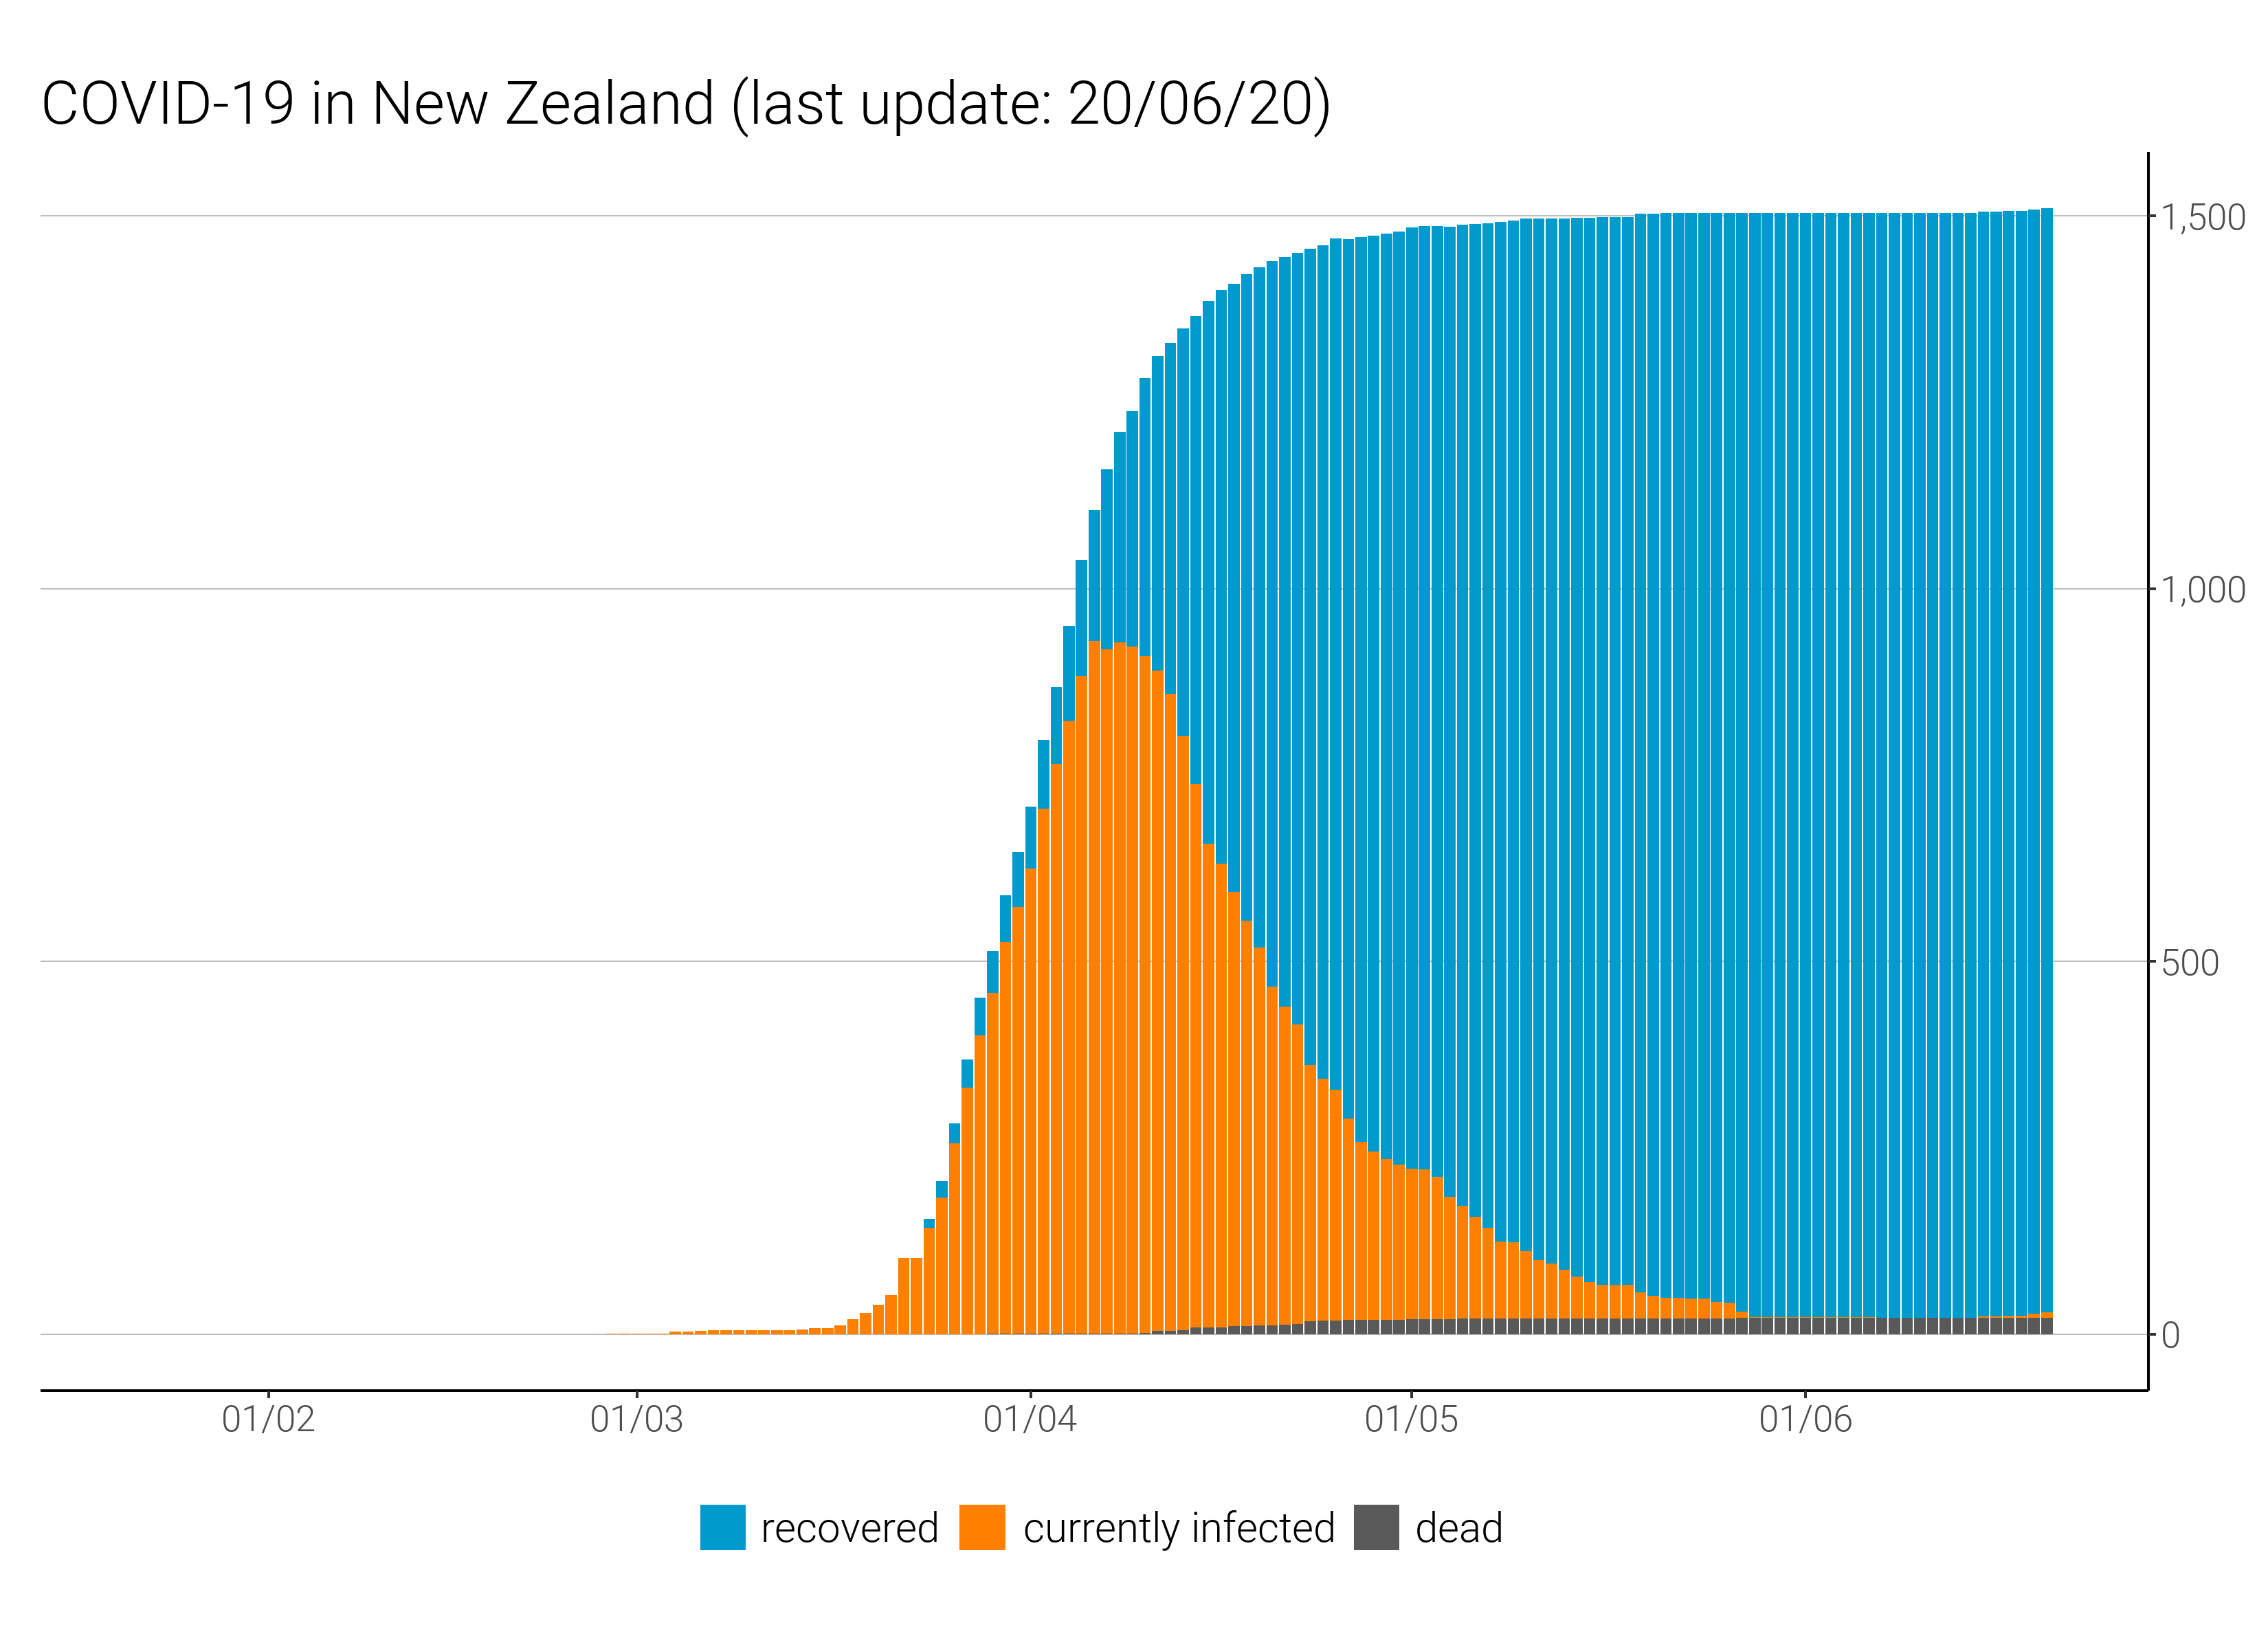 COVID-19 in New Zealand (last update: 20/06/20)
1,500
1,000
500
0
01/02 01/03 01/04 01/05 01/06
recovered currently infected dead